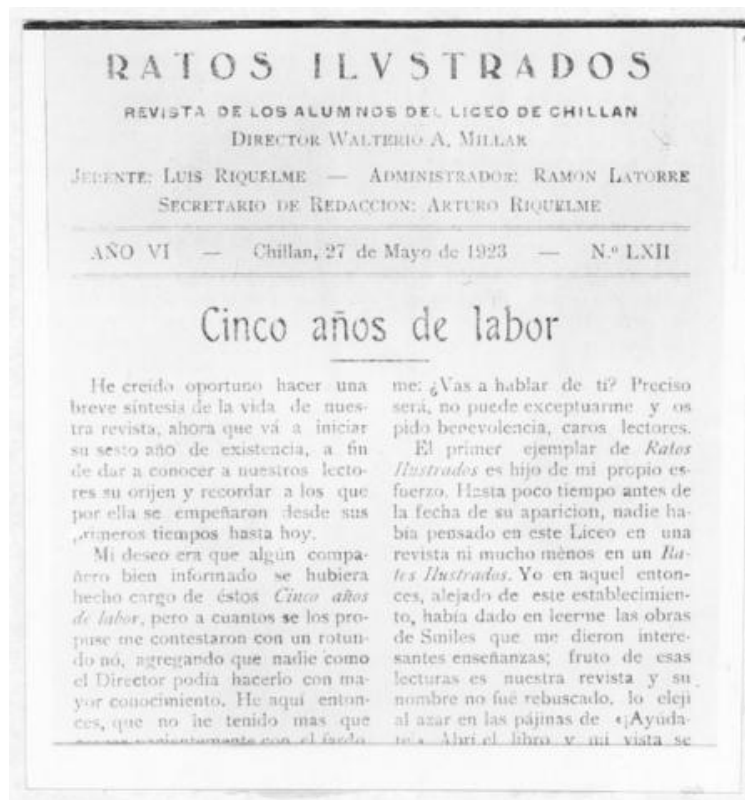 RATOS ILVSTRADOS
REVISTA DE LOS ALUMNOS DEL LICEO DE CHILLAN
DIRECTOR WALTERIO A. MILLAR
JERENTE: LUIS RIQUELME — ADMINISTRADOR: RAMON LATORRE
SECRETARIO DE REDACCION: ARTURO RIQUELME
AÑO VI — Chillan, 27 de Mayo de 1923 — N.º LXII
Cinco años de labor
He creido oportuno hacer una
breve síntesis de la vida de nues-
tra revista, ahora que vá a iniciar
su sesto año de existencia, a fin
de dar a conocer a nuestros lecto-
res su orijen y recordar a los que
por ella se empeñaron desde sus
primeros tiempos hasta hoy.
Mi deseo era que algún compa-
ñero bien informado se hubiera
hecho cargo de éstos Cinco años
de labor, pero a cuantos se los pro-
puse me contestaron con un rotun-
do nó, agregando que nadie como
el Director podía hacerlo con ma-
yor conocimiento. He aquí enton-
ces, que no he tenido mas que
pacientemente con el fardo
me: ¿Vas a hablar de tí? Preciso
será, no puede exceptuarme y os
pido benevolencia, caros lectores.
El primer ejemplar de Ratos
Ilustrados es hijo de mi propio es-
fuerzo. Hasta poco tiempo antes de
la fecha de su aparicion, nadie ha-
bía pensado en este Liceo en una
revista ni mucho ménos en un Ra-
tos Ilustrados. Yo en aquel enton-
ces, alejado de este establecimien-
to, había dado en leerme las obras
de Smiles que me dieron intere-
santes enseñanzas; fruto de esas
lecturas es nuestra revista y su
nombre no fué rebuscado, lo elejí
al azar en las pájinas de «¡Ayúda-
te!» Abrí el libro y mi vista se